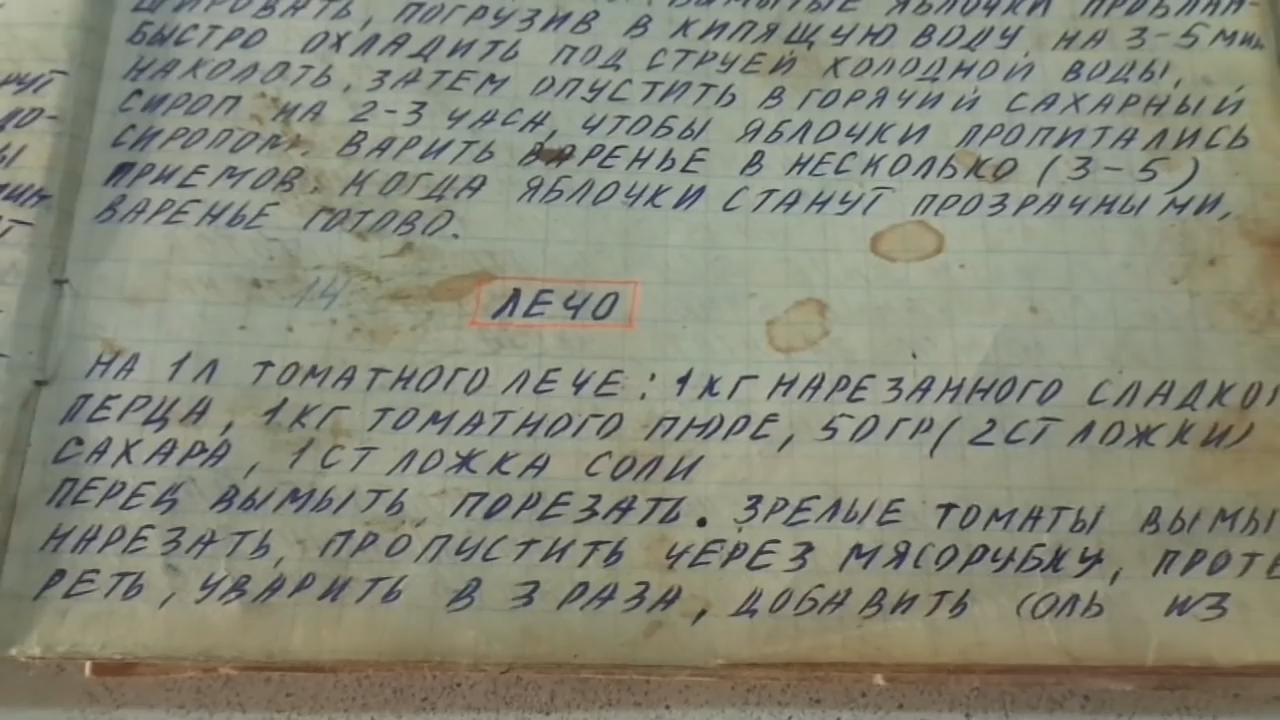 ШИРОВАТЬ, ПОГРУЗИВ В КИПЯЩУЮ ВОДУ НА 3-5 МИН
БЫСТРО ОХЛАДИТЬ ПОД СТРУЕЙ ХОЛОДНОЙ ВОДЫ,
НАКОЛОТЬ, ЗАТЕМ ОПУСТИТЬ В ГОРЯЧИЙ САХАРНЫЙ
СИРОП НА 2-3 ЧАСА, ЧТОБЫ ЯБЛОЧКИ ПРОПИТАЛИСЬ
СИРОПОМ. ВАРИТЬ ВАРЕНЬЕ В НЕСКОЛЬКО (3-5)
ПРИЕМОВ. КОГДА ЯБЛОЧКИ СТАНУТ ПРОЗРАЧНЫМИ,
ВАРЕНЬЕ ГОТОВО.
14
ЛЕЧО
НА 1Л ТОМАТНОГО ЛЕЧЕ: 1КГ НАРЕЗАННОГО СЛАДКОГ
ПЕРЦА, 1КГ ТОМАТНОГО ПЮРЕ, 50ГР (2СТ ЛОЖКИ)
САХАРА, 1СТ ЛОЖКА СОЛИ
ПЕРЕЦ ВЫМЫТЬ ПОРЕЗАТЬ. ЗРЕЛЫЕ ТОМАТЫ ВЫМЫ
НАРЕЗАТЬ, ПРОПУСТИТЬ ЧЕРЕЗ МЯСОРУБКУ, ПРОТЕ
РЕТЬ, УВАРИТЬ В 3 РАЗА, ДОБАВИТЬ СОЛЬ ИЗ